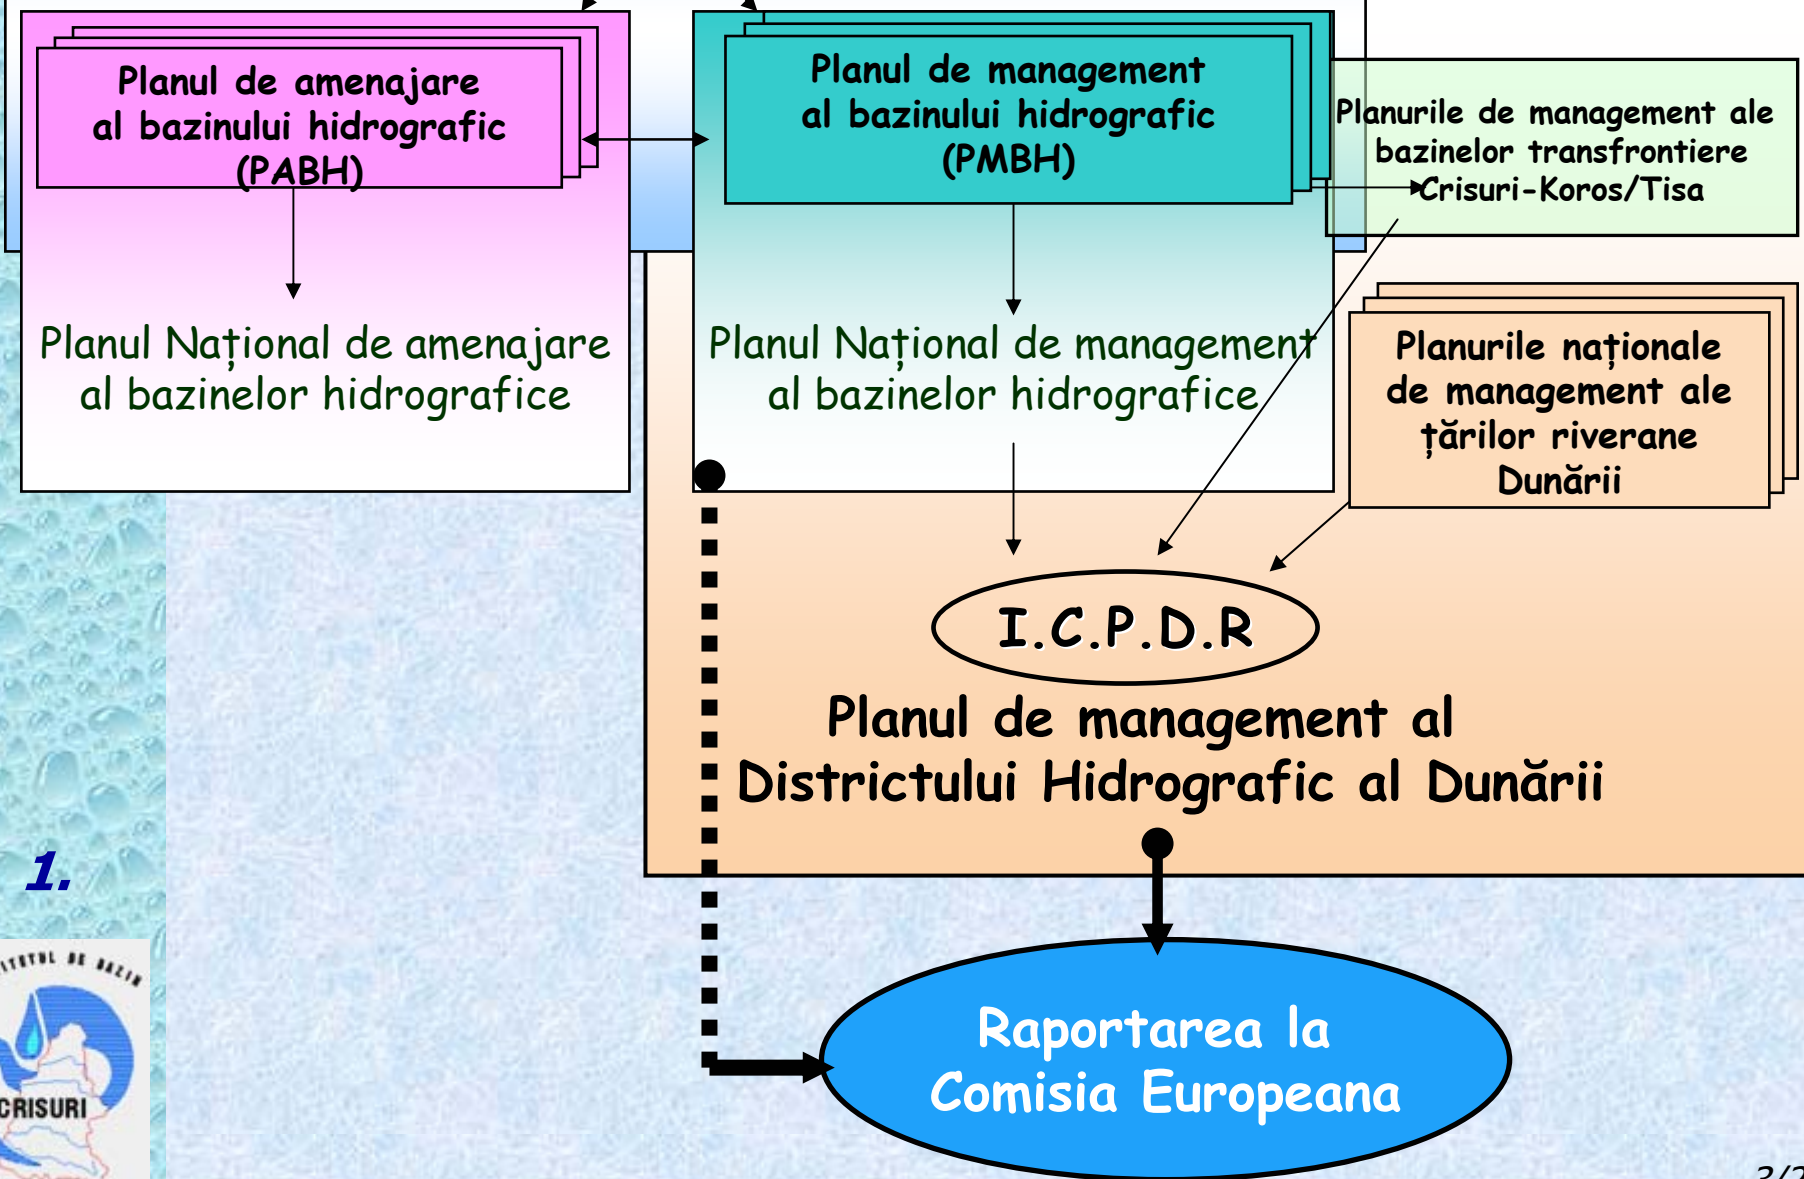 Planul de amenajare
al bazinului hidrografic
(PABH)
Planul de management
al bazinului hidrografic
(PMBH)
Planurile de management ale
bazinelor transfrontiere
Crisuri-Koros/Tisa
Planul Național de amenajare
al bazinelor hidrografice
Planul Național de management
al bazinelor hidrografice
Planurile naționale
de management ale
țărilor riverane
Dunării
I.C.P.D.R
Planul de management al
Districtului Hidrografic al Dunării
1.
DE BAZIN
CRISURI
Raportarea la
Comisia Europeana